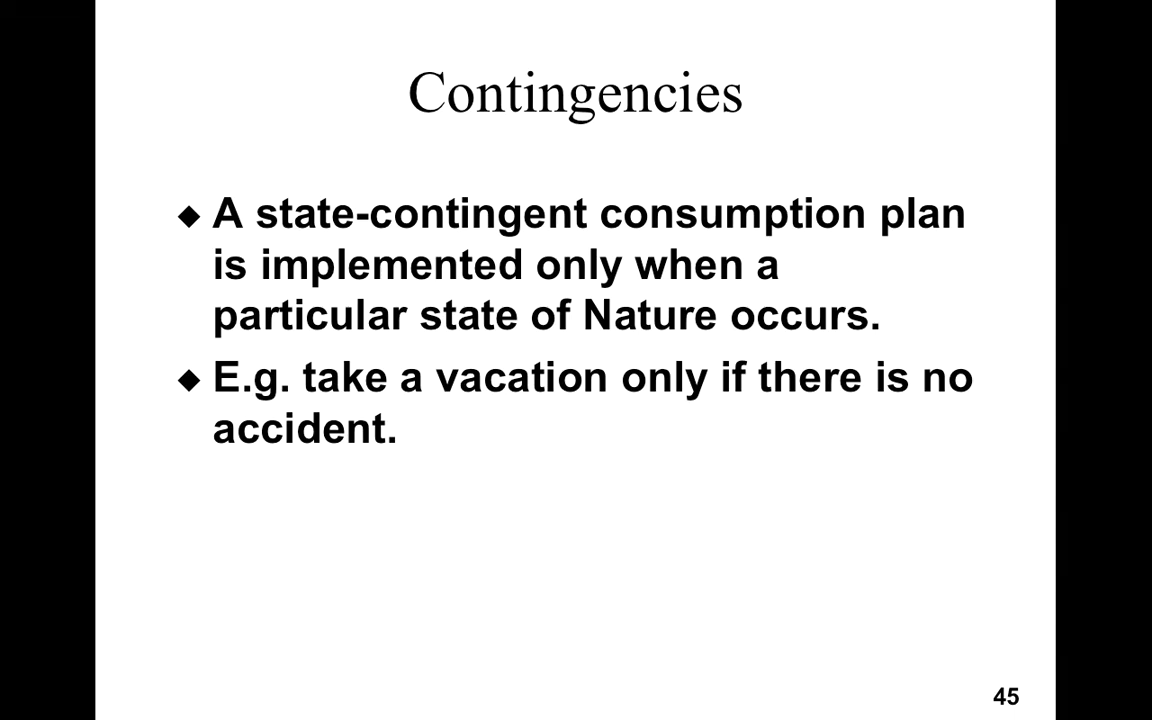 Contingencies
◆ A state-contingent consumption plan
is implemented only when a
particular state of Nature occurs.
◆ E.g. take a vacation only if there is no
accident.
45